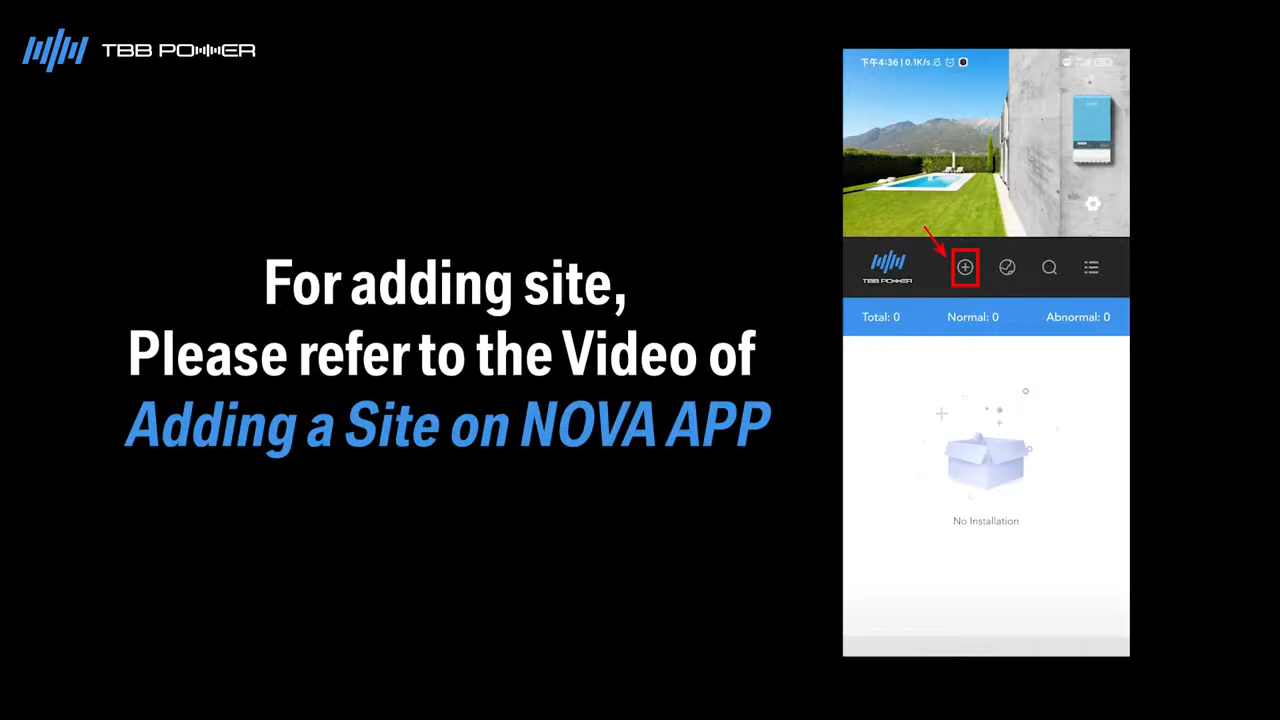 TBB POWER
下午4:36 | 0.1K/s
For adding site,
Please refer to the Video of
Adding a Site on NOVA APP
TBB POWER
Total: 0
Normal: 0
Abnormal: 0
No Installation